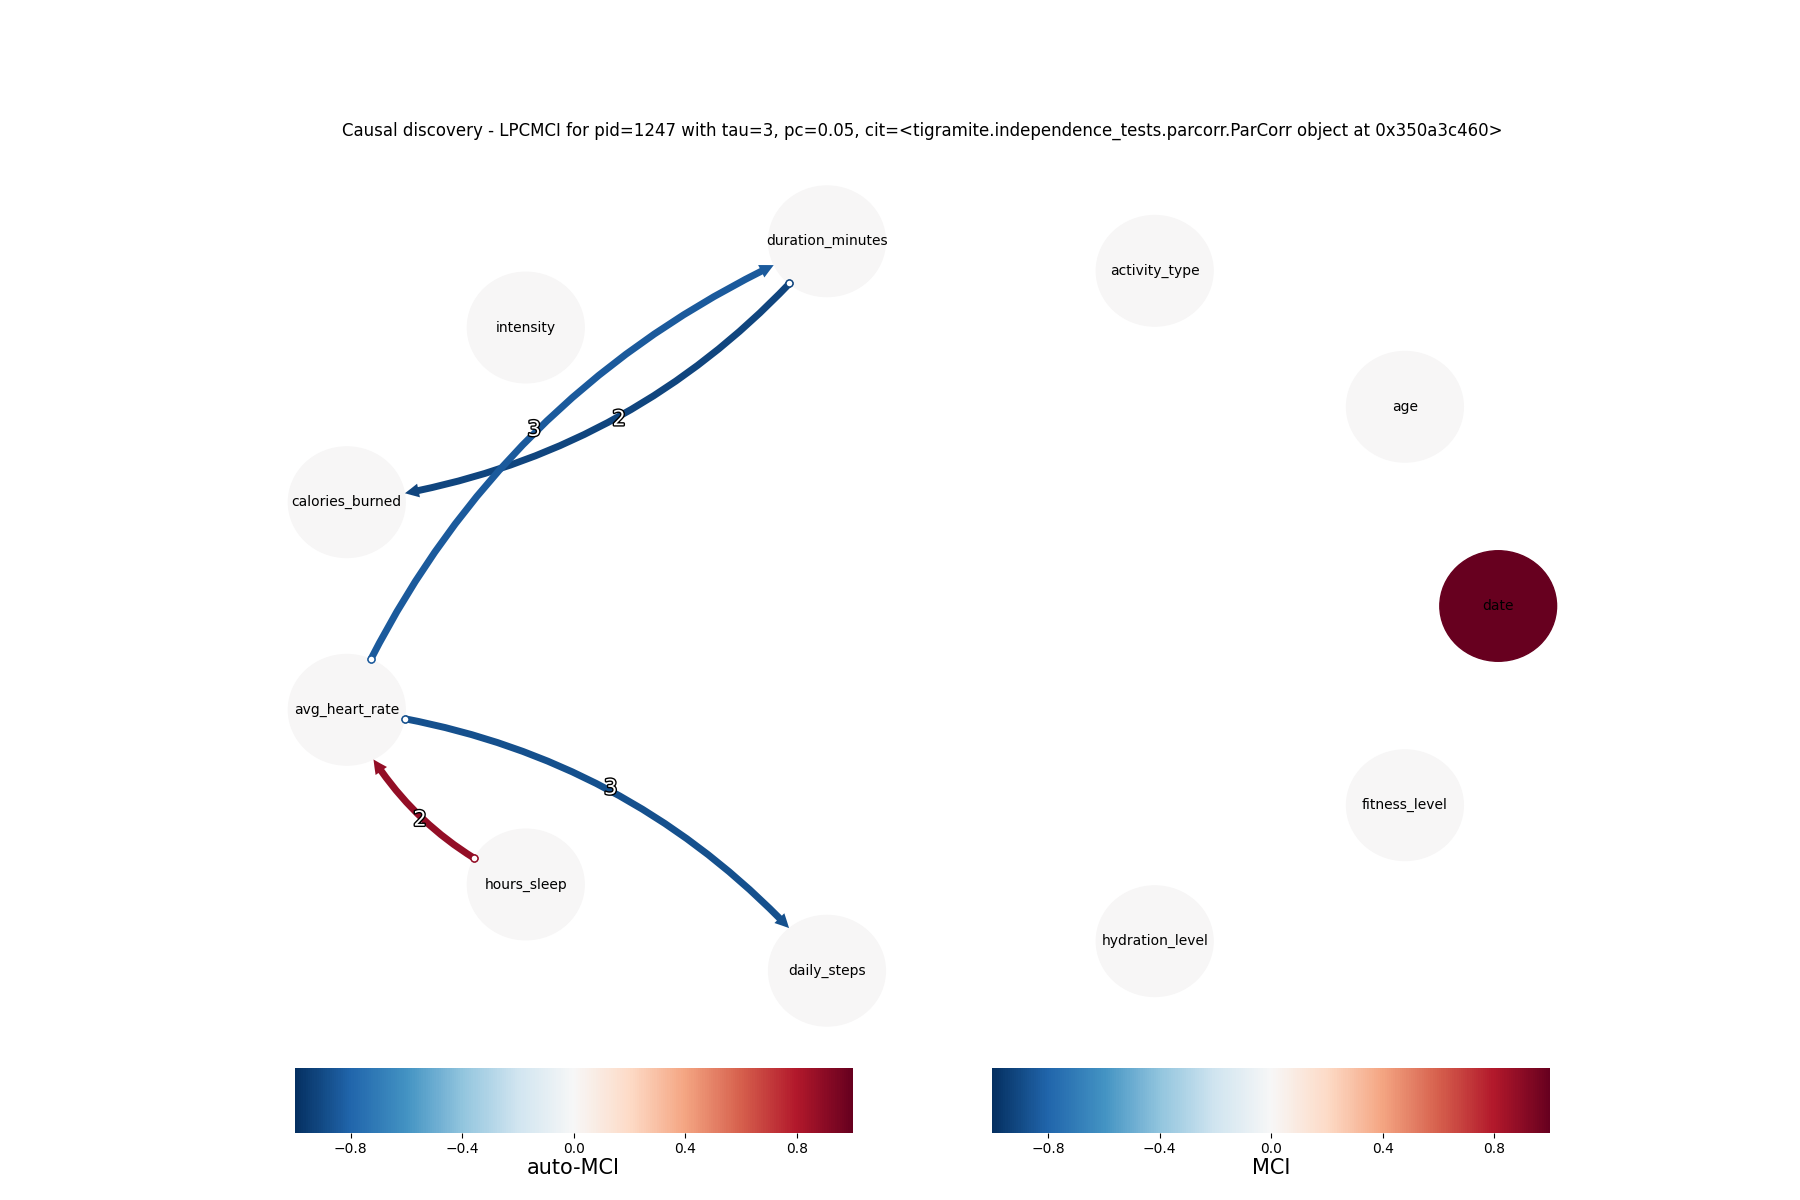 Causal discovery - LPCMCI for pid=1247 with tau=3, pc=0.05, cit=<tigramite.independence_tests.parcorr.ParCorr object at 0x350a3c460>
duration_minutes
activity_type
intensity
age
3
2
calories_burned
date
avg_heart_rate
3
2
fitness_level
hours_sleep
hydration_level
daily_steps
−0.8 −0.4 0.0 0.4 0.8
auto-MCI
−0.8 −0.4 0.0 0.4 0.8
MCI